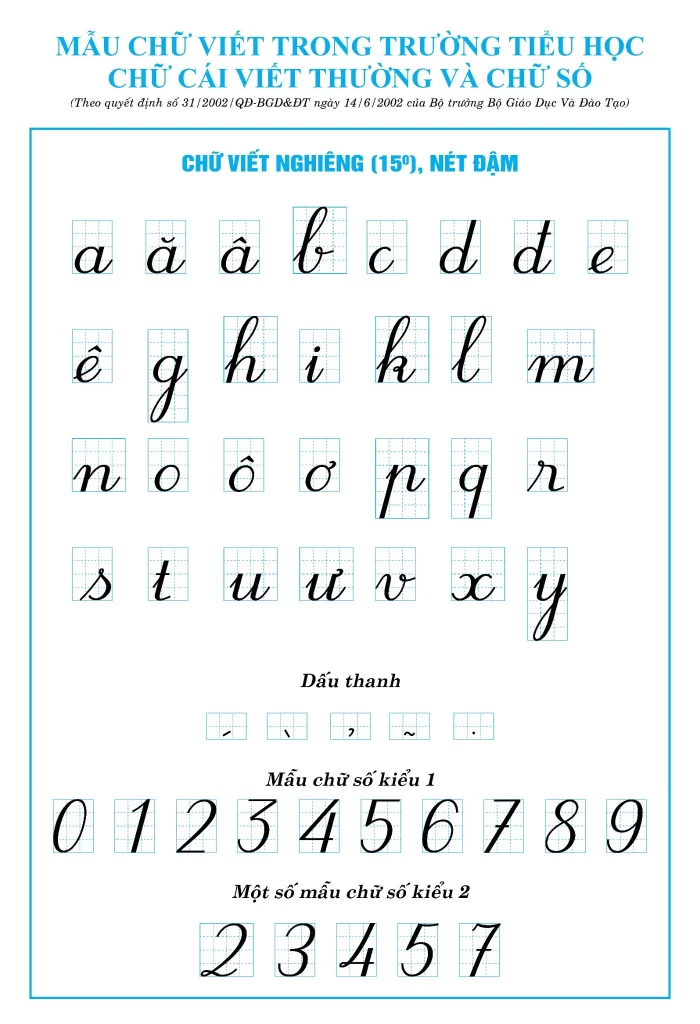 MẪU CHỮ VIẾT TRONG TRƯỜNG TIỂU HỌC
CHỮ CÁI VIẾT THƯỜNG VÀ CHỮ SỐ
(Theo quyết định số 31/2002/QĐ-BGD&ĐT ngày 14/6/2002 của Bộ trưởng Bộ Giáo Dục Và Đào Tạo)
CHỮ VIẾT NGHIÊNG (15⁰), NÉT ĐẬM
a ă â b c d đ e
ê g h i k l m
n o ô ơ p q r
s t u ư v x y
Dấu thanh
ˊ ˋ ̉ ~ .
Mẫu chữ số kiểu 1
0 1 2 3 4 5 6 7 8 9
Một số mẫu chữ số kiểu 2
2 3 4 5 7